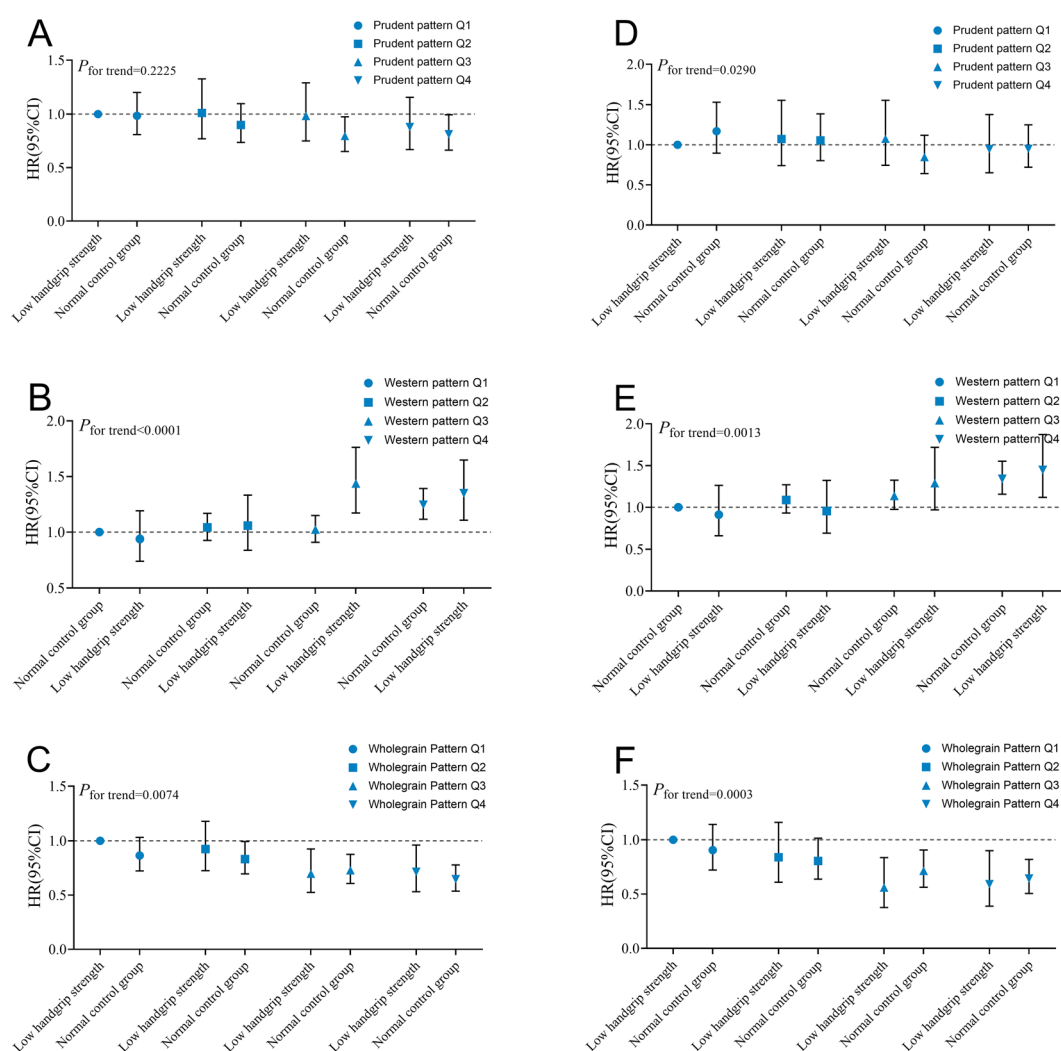 A
Prudent pattern Q1
Prudent pattern Q2
Prudent pattern Q3
Prudent pattern Q4
P for trend=0.2225
HR(95%CI)
1.5
1.0
0.5
0.0
Low handgrip strength
Normal control group
Low handgrip strength
Normal control group
Low handgrip strength
Normal control group
Low handgrip strength
Normal control group
D
Prudent pattern Q1
Prudent pattern Q2
Prudent pattern Q3
Prudent pattern Q4
P for trend=0.0290
HR(95%CI)
2.0
1.5
1.0
0.5
0.0
Low handgrip strength
Normal control group
Low handgrip strength
Normal control group
Low handgrip strength
Normal control group
Low handgrip strength
Normal control group
B
Western pattern Q1
Western pattern Q2
Western pattern Q3
Western pattern Q4
P for trend<0.0001
HR(95%CI)
2.0
1.5
1.0
0.5
Normal control group
Low handgrip strength
Normal control group
Low handgrip strength
Normal control group
Low handgrip strength
Normal control group
Low handgrip strength
E
Western pattern Q1
Western pattern Q2
Western pattern Q3
Western pattern Q4
P for trend=0.0013
HR(95%CI)
2.0
1.5
1.0
0.5
0.0
Normal control group
Low handgrip strength
Normal control group
Low handgrip strength
Normal control group
Low handgrip strength
Normal control group
Low handgrip strength
C
Wholegrain Pattern Q1
Wholegrain Pattern Q2
Wholegrain Pattern Q3
Wholegrain Pattern Q4
P for trend=0.0074
HR(95%CI)
1.5
1.0
0.5
0.0
Low handgrip strength
Normal control group
Low handgrip strength
Normal control group
Low handgrip strength
Normal control group
Low handgrip strength
Normal control group
F
Wholegrain Pattern Q1
Wholegrain Pattern Q2
Wholegrain Pattern Q3
Wholegrain Pattern Q4
P for trend=0.0003
HR(95%CI)
1.5
1.0
0.5
0.0
Low handgrip strength
Normal control group
Low handgrip strength
Normal control group
Low handgrip strength
Normal control group
Low handgrip strength
Normal control group